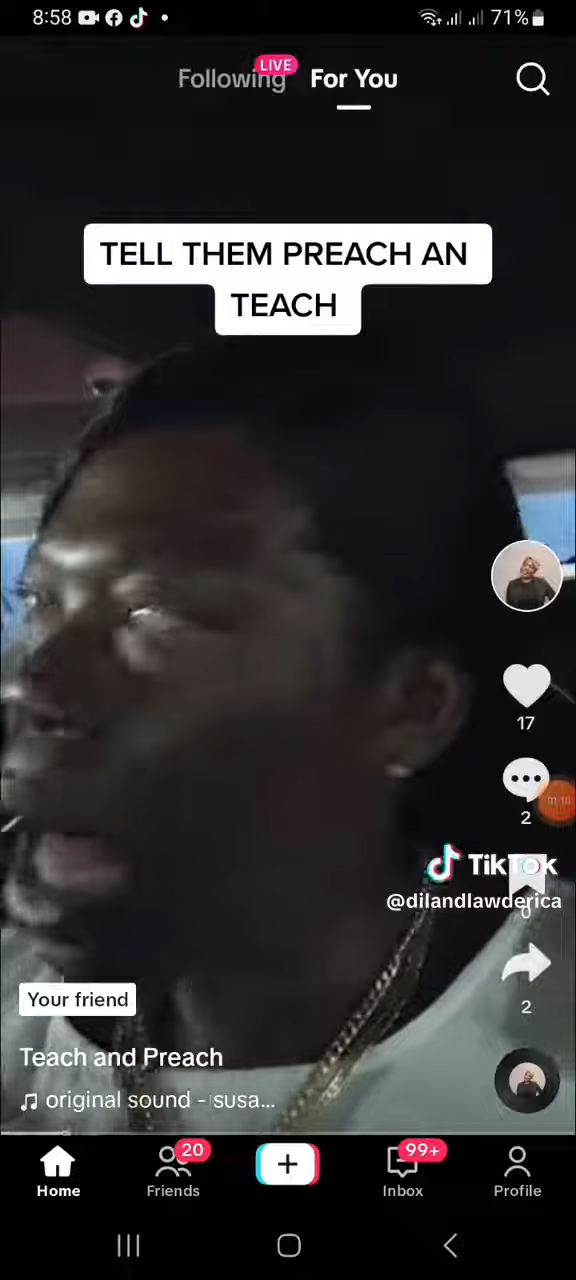 8:58
71%
Following
LIVE
For You
TELL THEM PREACH AN
TEACH
17
2
TikTok
@dilandlawderica
0
2
Your friend
Teach and Preach
original sound - susa...
20
99+
Home
Friends
Inbox
Profile